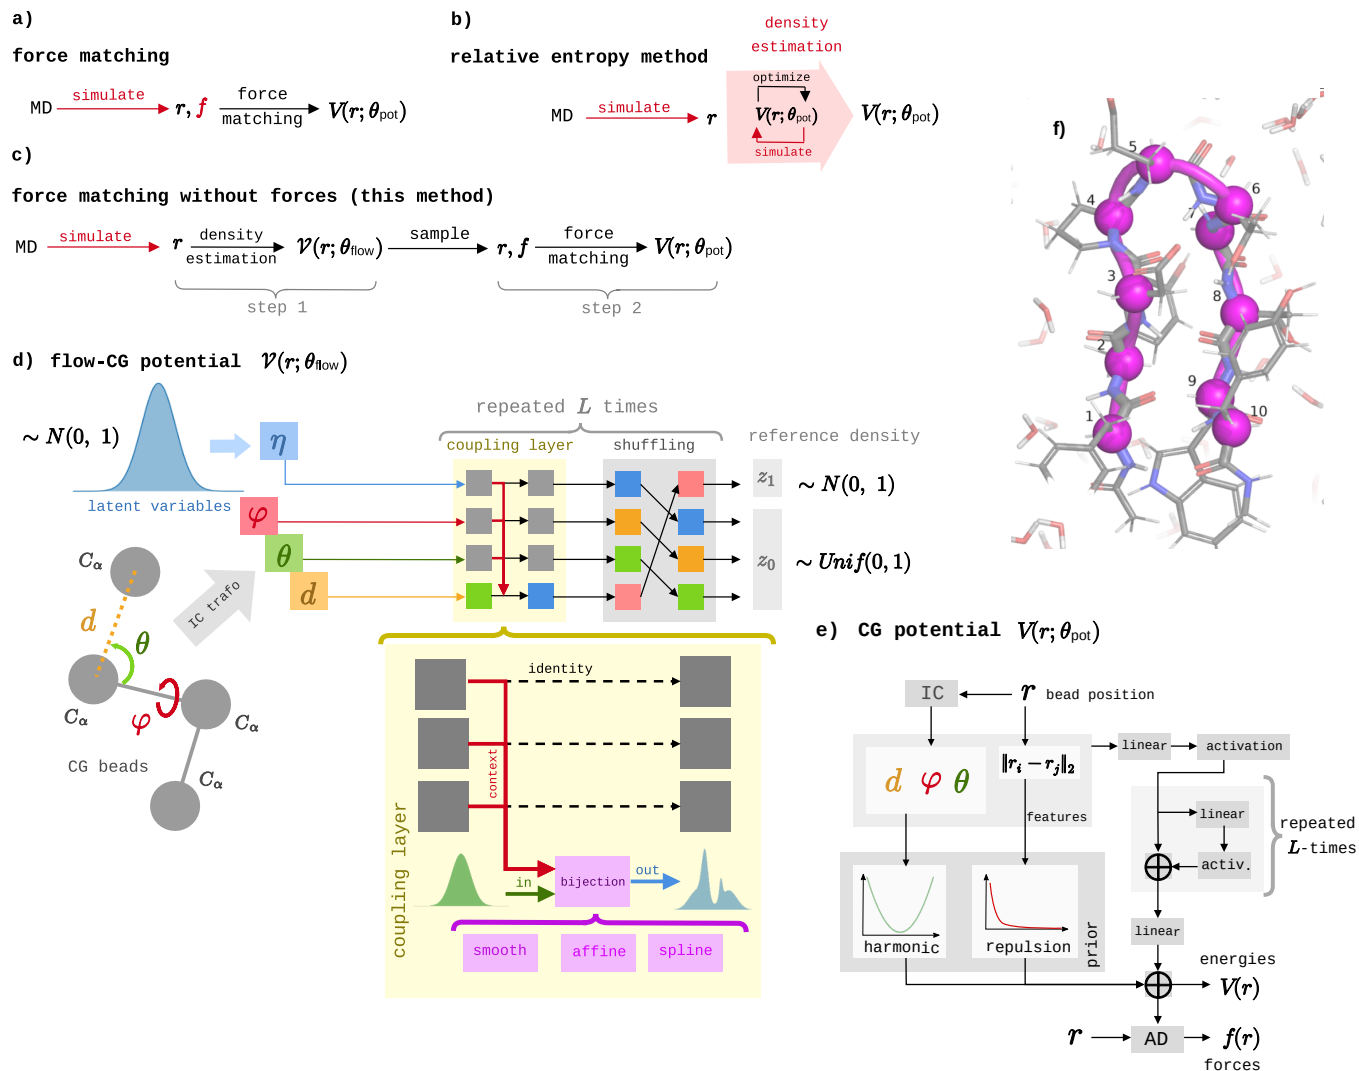 a)
force matching
MD simulate r, f force matching V(r; θpot)
b)
relative entropy method
density
estimation
MD simulate r
optimize
V(r; θpot)
simulate
V(r; θpot)
c)
force matching without forces (this method)
MD simulate r density estimation 𝒱(r; θflow) sample r, f force matching V(r; θpot)
step 1
step 2
d) flow-CG potential 𝒱(r; θflow)
∼ N(0, 1)
latent variables
η
φ
θ
d
IC trafo
repeated L times
coupling layer
shuffling
reference density
z1 ∼ N(0, 1)
z0 ∼ Unif(0, 1)
Cα
d
θ
Cα
φ
Cα
Cα
CG beads
coupling layer
identity
context
in
bijection
out
smooth
affine
spline
e) CG potential V(r; θpot)
IC
r bead position
d φ θ
‖ri − rj‖2
features
linear
activation
linear
activ.
repeated
L-times
harmonic
repulsion
prior
linear
energies
V(r)
r
AD
f(r)
forces
f)
5
4
6
7
3
8
2
9
1
10